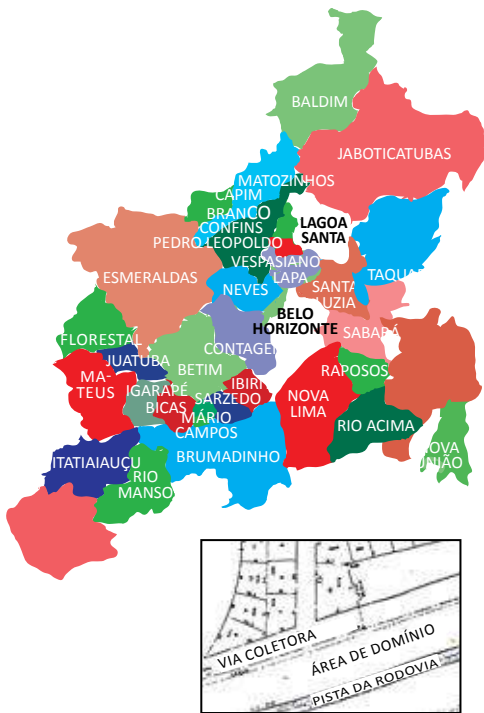 BALDIM
JABOTICATUBAS
MATOZINHOS
CAPIM
BRANCO
CONFINS
PEDRO LEOPOLDO
LAGOA
SANTA
VESPASIANO
LAPA
ESMERALDAS
TAQUA
NEVES
SANTA
LUZIA
BELO
HORIZONTE
SABARÁ
FLORESTAL
CONTAGE
JUATUBA
MA-
TEUS
BETIM
IBIRI
RAPOSOS
IGARAPÉ
BICAS
SARZEDO
NOVA
LIMA
MÁRIO
CAMPOS
RIO ACIMA
BRUMADINHO
NOVA
UNIÃO
ITATIAIAUÇU
RIO
MANSO
VIA COLETORA
ÁREA DE DOMÍNIO
PISTA DA RODOVIA